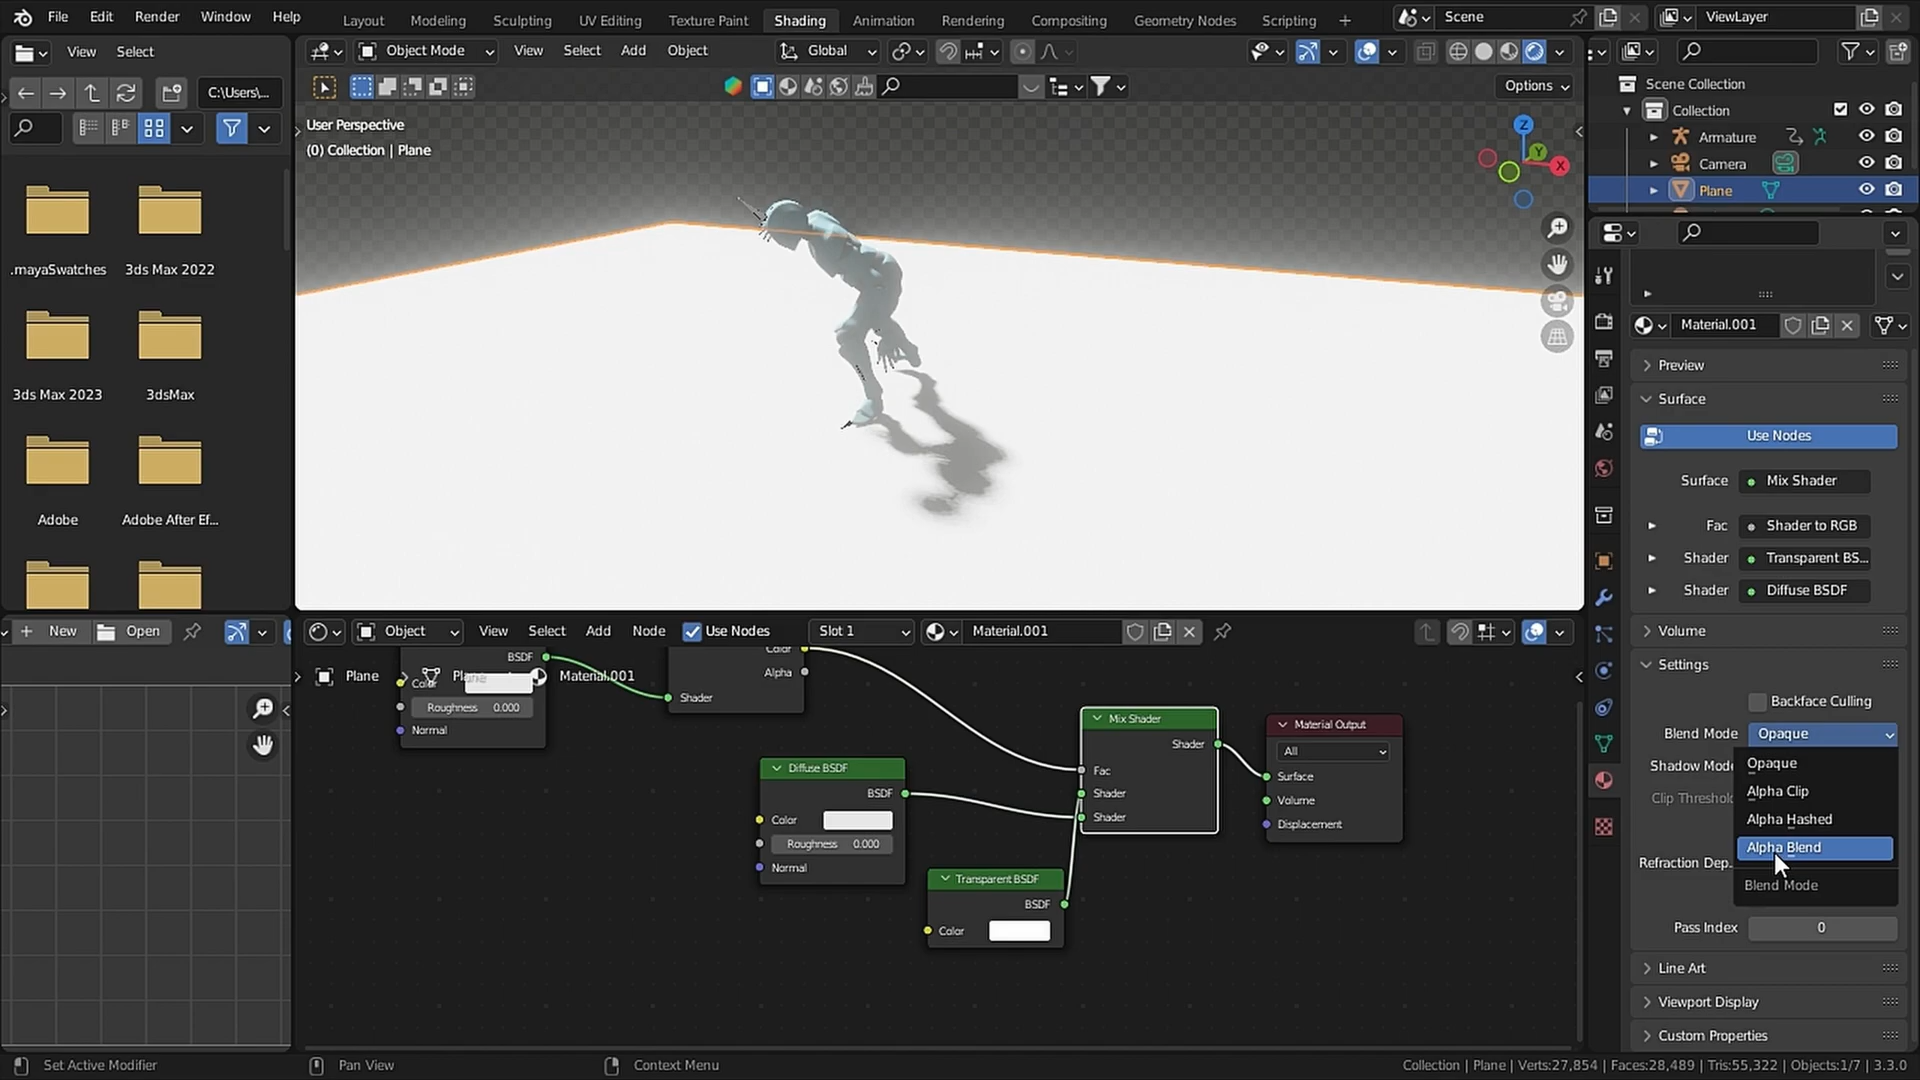 File Edit Render Window Help
Layout Modeling Sculpting UV Editing Texture Paint Shading Animation Rendering Compositing Geometry Nodes Scripting +
Scene
ViewLayer
View Select
Object Mode View Select Add Object
Global
Options
C:\Users\...
.mayaSwatches 3ds Max 2022
3ds Max 2023 3dsMax
Adobe Adobe After Ef...
User Perspective
(0) Collection | Plane
Z
Y
X
Scene Collection
Collection
Armature
Camera
Plane
Material.001
Preview
Surface
Use Nodes
Surface Mix Shader
Fac Shader to RGB
Shader Transparent BS...
Shader Diffuse BSDF
Volume
Settings
Backface Culling
Blend Mode Opaque
Shadow Mode
Clip Threshold
Refraction Dep..
Opaque
Alpha Clip
Alpha Hashed
Alpha Blend
Blend Mode
Pass Index 0
Line Art
Viewport Display
Custom Properties
+ New Open
Object View Select Add Node Use Nodes Slot 1 Material.001
Plane Plane Material.001
BSDF
Color
Roughness 0.000
Normal
Color
Alpha
Shader
Diffuse BSDF
BSDF
Color
Roughness 0.000
Normal
Transparent BSDF
BSDF
Color
Mix Shader
Shader
Fac
Shader
Shader
Material Output
All
Surface
Volume
Displacement
Set Active Modifier Pan View Context Menu
Collection | Plane | Verts:27,854 | Faces:28,489 | Tris:55,322 | Objects:1/7 | 3.3.0